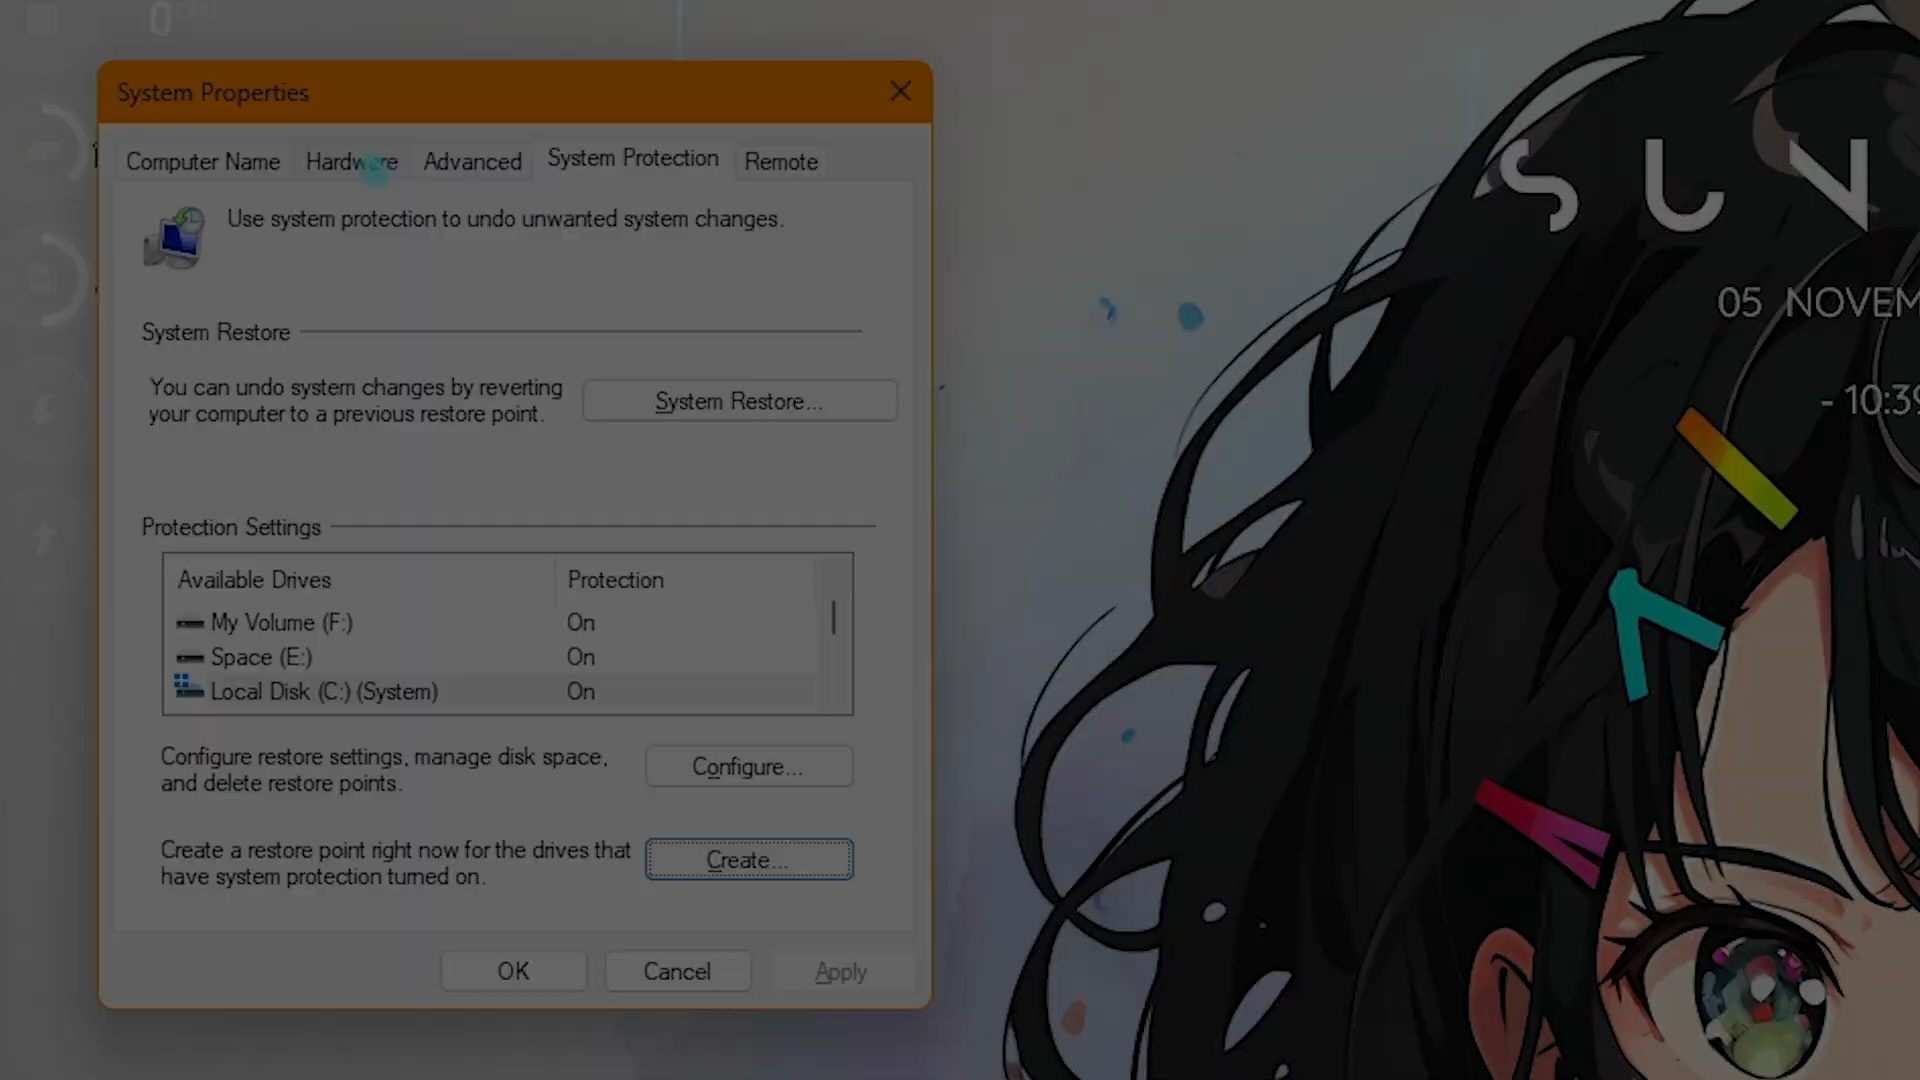 0
System Properties
Computer Name Hardware Advanced System Protection Remote
Use system protection to undo unwanted system changes.
System Restore
You can undo system changes by reverting
your computer to a previous restore point.
System Restore...
Protection Settings
Available Drives Protection
My Volume (F:) On
Space (E:) On
Local Disk (C:) (System) On
Configure restore settings, manage disk space,
and delete restore points.
Configure...
Create a restore point right now for the drives that
have system protection turned on.
Create...
OK Cancel Apply
SUN
05 NOVEM
- 10:39